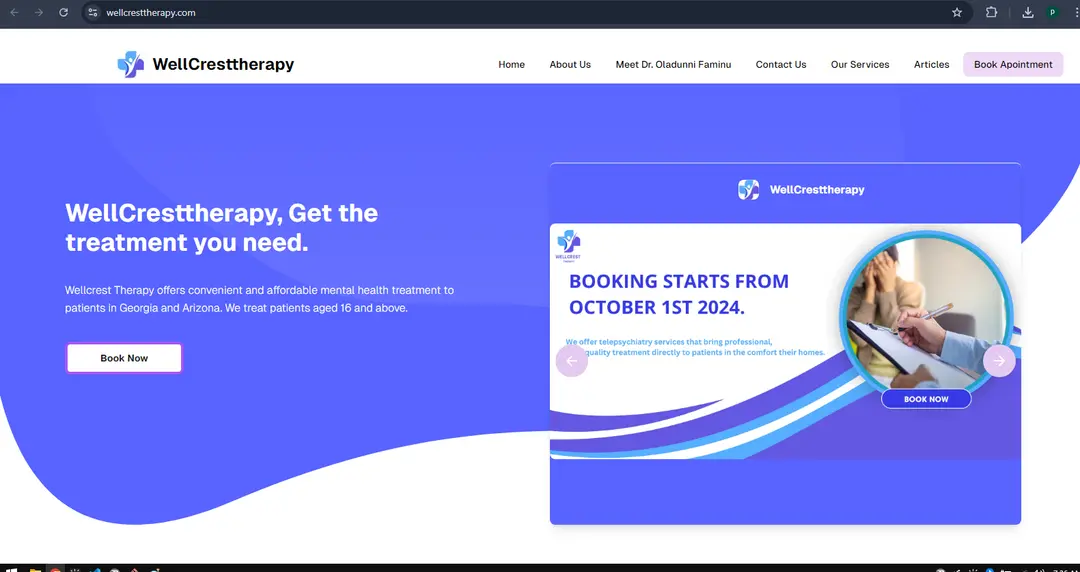 wellcresttherapy.com
P
WellCresttherapy
Home About Us Meet Dr. Oladunni Faminu Contact Us Our Services Articles Book Apointment
WellCresttherapy, Get the
treatment you need.
Wellcrest Therapy offers convenient and affordable mental health treatment to
patients in Georgia and Arizona. We treat patients aged 16 and above.
Book Now
WellCresttherapy
WELLCREST
THERAPY
BOOKING STARTS FROM
OCTOBER 1ST 2024.
We offer telepsychiatry services that bring professional,
quality treatment directly to patients in the comfort their homes.
BOOK NOW